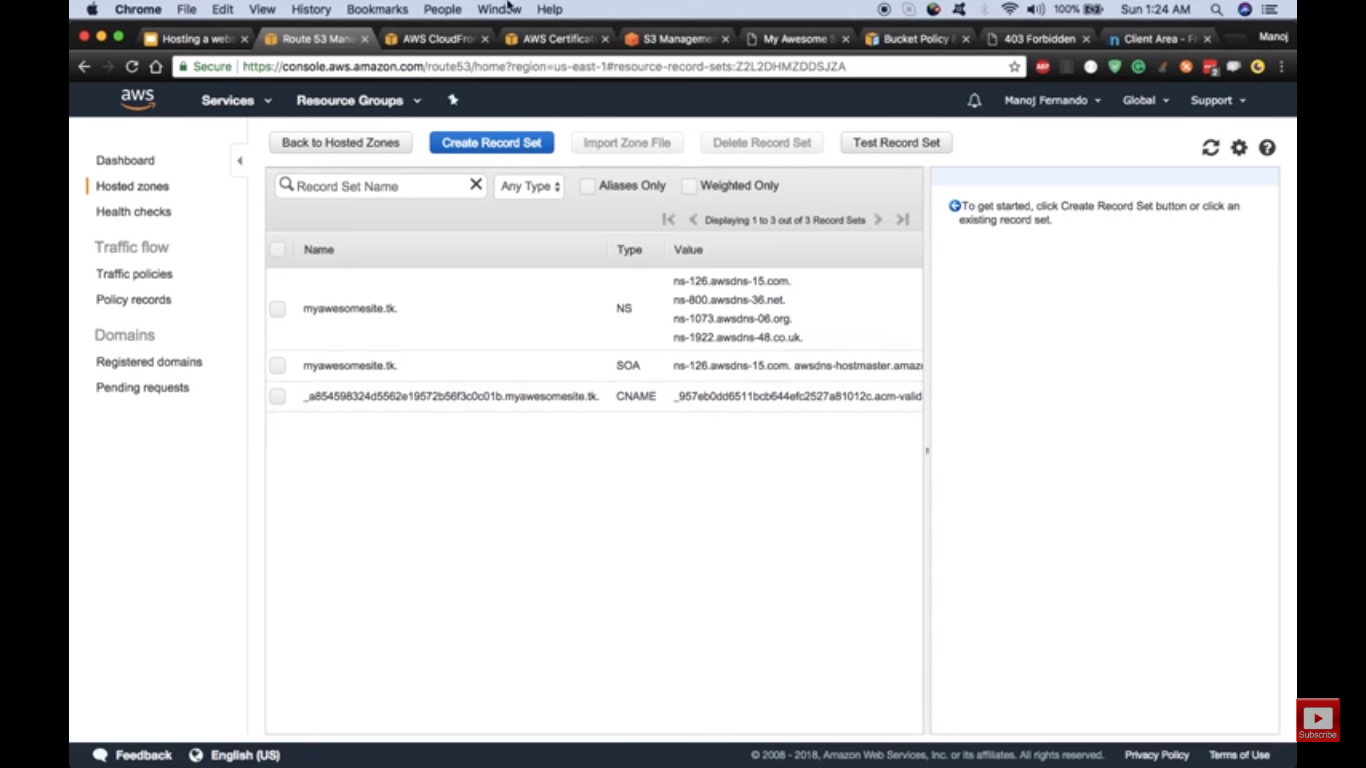 Chrome File Edit View History Bookmarks People Window Help 100% Sun 1:24 AM
Hosting a webs Route 53 Mana AWS CloudFro AWS Certificat S3 Manageme My Awesome S Bucket Policy 403 Forbidden Client Area - F Manoj
Secure https://console.aws.amazon.com/route53/home?region=us-east-1#resource-record-sets:Z2L2DHMZDDSJZA
aws Services Resource Groups Manoj Fernando Global Support
Back to Hosted Zones Create Record Set Import Zone File Delete Record Set Test Record Set
Dashboard
Hosted zones
Health checks
Traffic flow
Traffic policies
Policy records
Domains
Registered domains
Pending requests
Record Set Name Any Type Aliases Only Weighted Only
Displaying 1 to 3 out of 3 Record Sets
Name Type Value
myawesomesite.tk. NS
ns-126.awsdns-15.com.
ns-800.awsdns-36.net.
ns-1073.awsdns-06.org.
ns-1922.awsdns-48.co.uk.
myawesomesite.tk. SOA ns-126.awsdns-15.com. awsdns-hostmaster.amaz
_a854598324d5562e19572b56f3c0c01b.myawesomesite.tk. CNAME _957eb0dd6511bcb644efc2527a81012c.acm-valid
To get started, click Create Record Set button or click an
existing record set.
Subscribe
Feedback English (US) © 2008 - 2018, Amazon Web Services, Inc. or its affiliates. All rights reserved. Privacy Policy Terms of Use